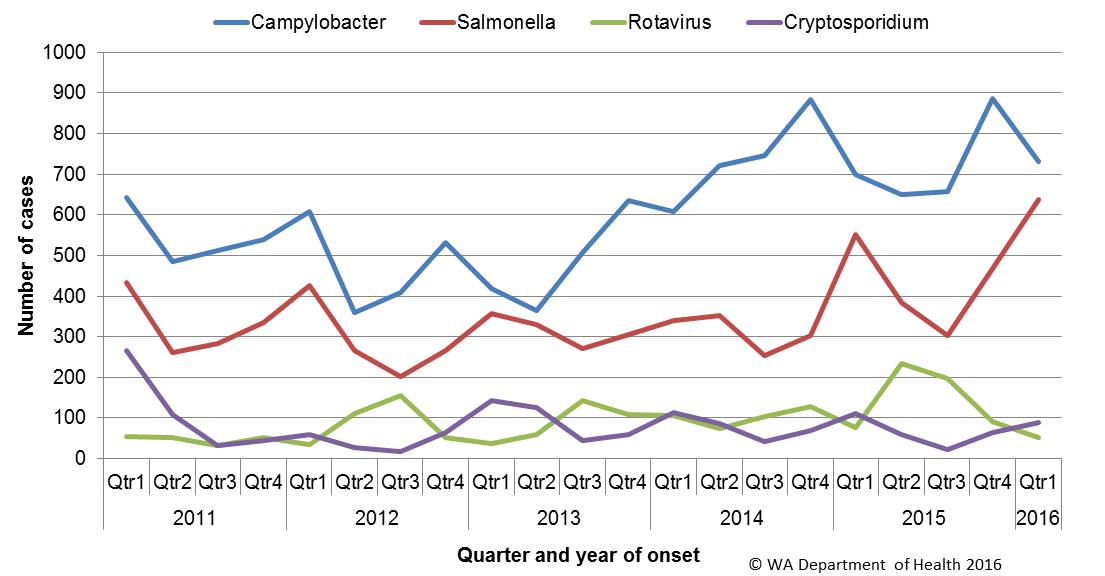 Campylobacter Salmonella Rotavirus Cryptosporidium
1000
900
800
700
600
500
400
300
200
100
0
Number of cases
Qtr1 Qtr2 Qtr3 Qtr4 Qtr1 Qtr2 Qtr3 Qtr4 Qtr1 Qtr2 Qtr3 Qtr4 Qtr1 Qtr2 Qtr3 Qtr4 Qtr1 Qtr2 Qtr3 Qtr4 Qtr1
2011 2012 2013 2014 2015 2016
Quarter and year of onset
© WA Department of Health 2016